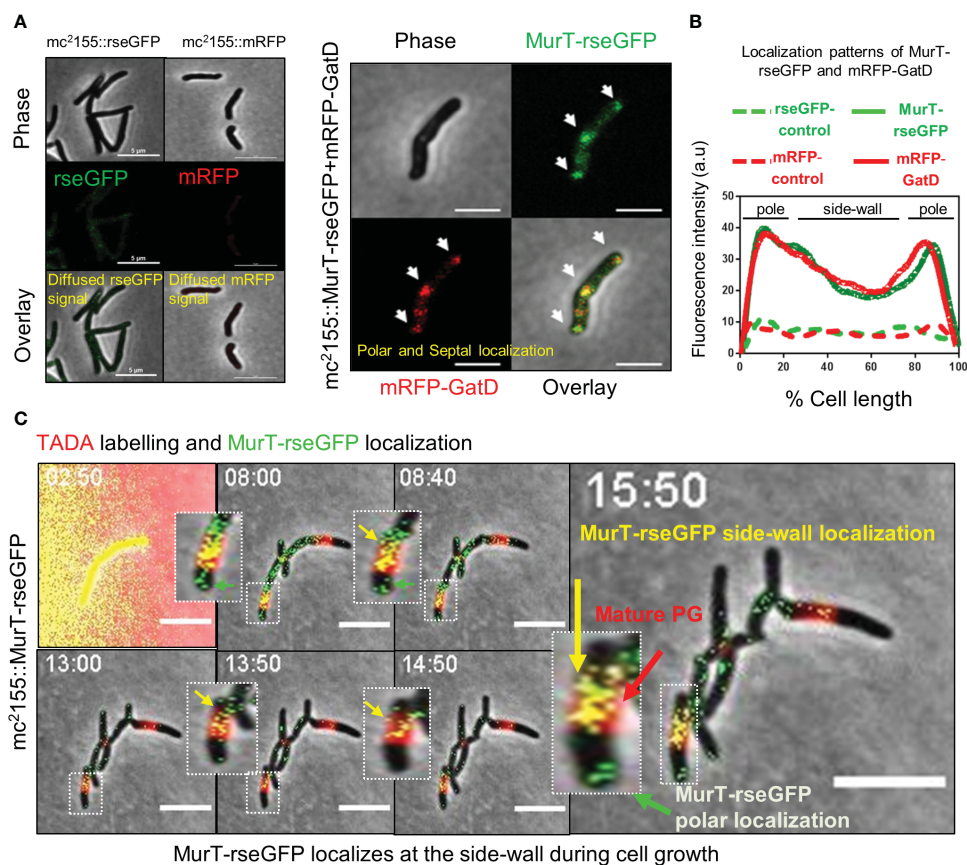 A
mc²155::rseGFP
mc²155::mRFP
Phase
5 µm
rseGFP
mRFP
Diffused rseGFP
signal
Diffused mRFP
signal
Overlay
5 µm
mc²155::MurT-rseGFP+mRFP-GatD
Phase
MurT-rseGFP
Polar and Septal localization
mRFP-GatD
Overlay
B
Localization patterns of MurT-
rseGFP and mRFP-GatD
rseGFP-
control
MurT-
rseGFP
mRFP-
control
mRFP-
GatD
Fluorescence intensity (a.u)
50
40
30
20
10
0
pole
side-wall
pole
0
20
40
60
80
100
% Cell length
C
TADA labelling and MurT-rseGFP localization
mc²155::MurT-rseGFP
02:50
08:00
08:40
13:00
13:50
14:50
15:50
MurT-rseGFP side-wall localization
Mature PG
MurT-rseGFP
polar localization
MurT-rseGFP localizes at the side-wall during cell growth